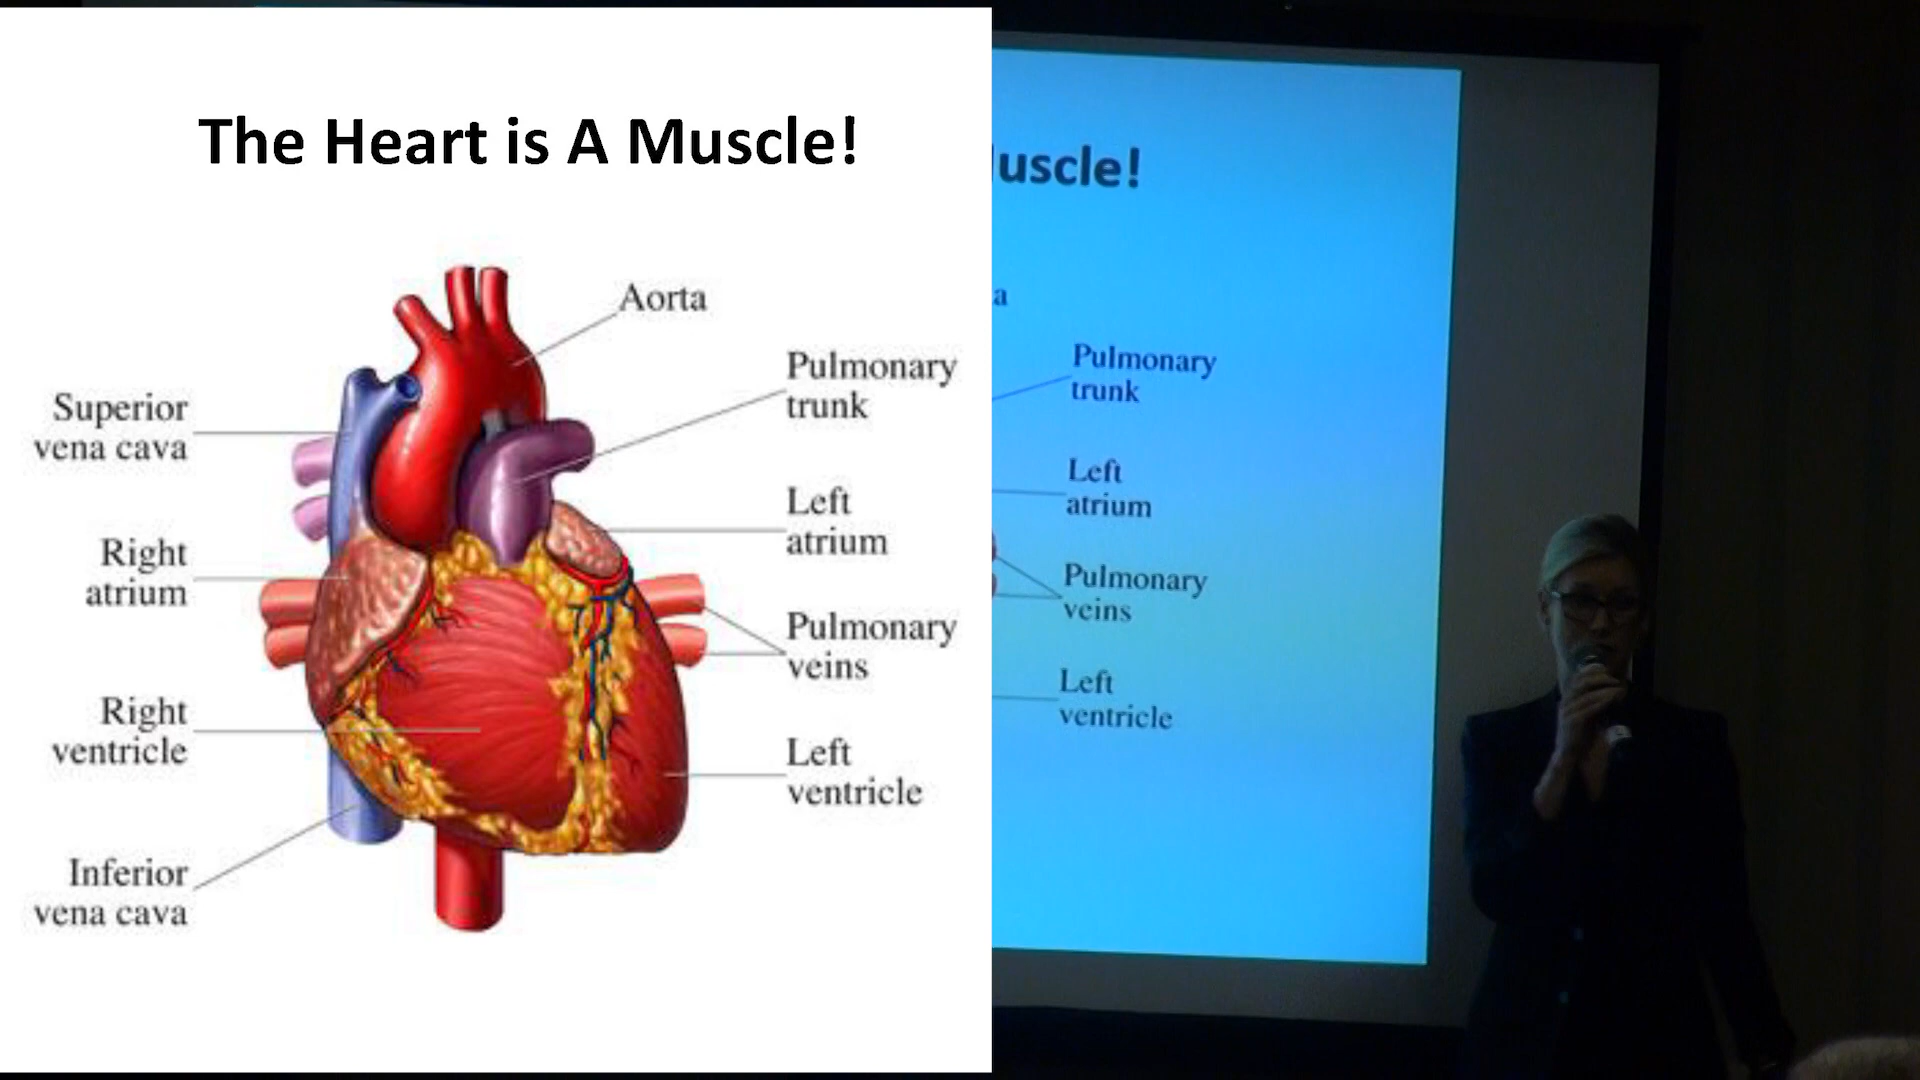 The Heart is A Muscle!
Aorta
Pulmonary
trunk
Superior
vena cava
Left
atrium
Right
atrium
Pulmonary
veins
Right
ventricle
Left
ventricle
Inferior
vena cava
uscle!
a
Pulmonary
trunk
Left
atrium
Pulmonary
veins
Left
ventricle